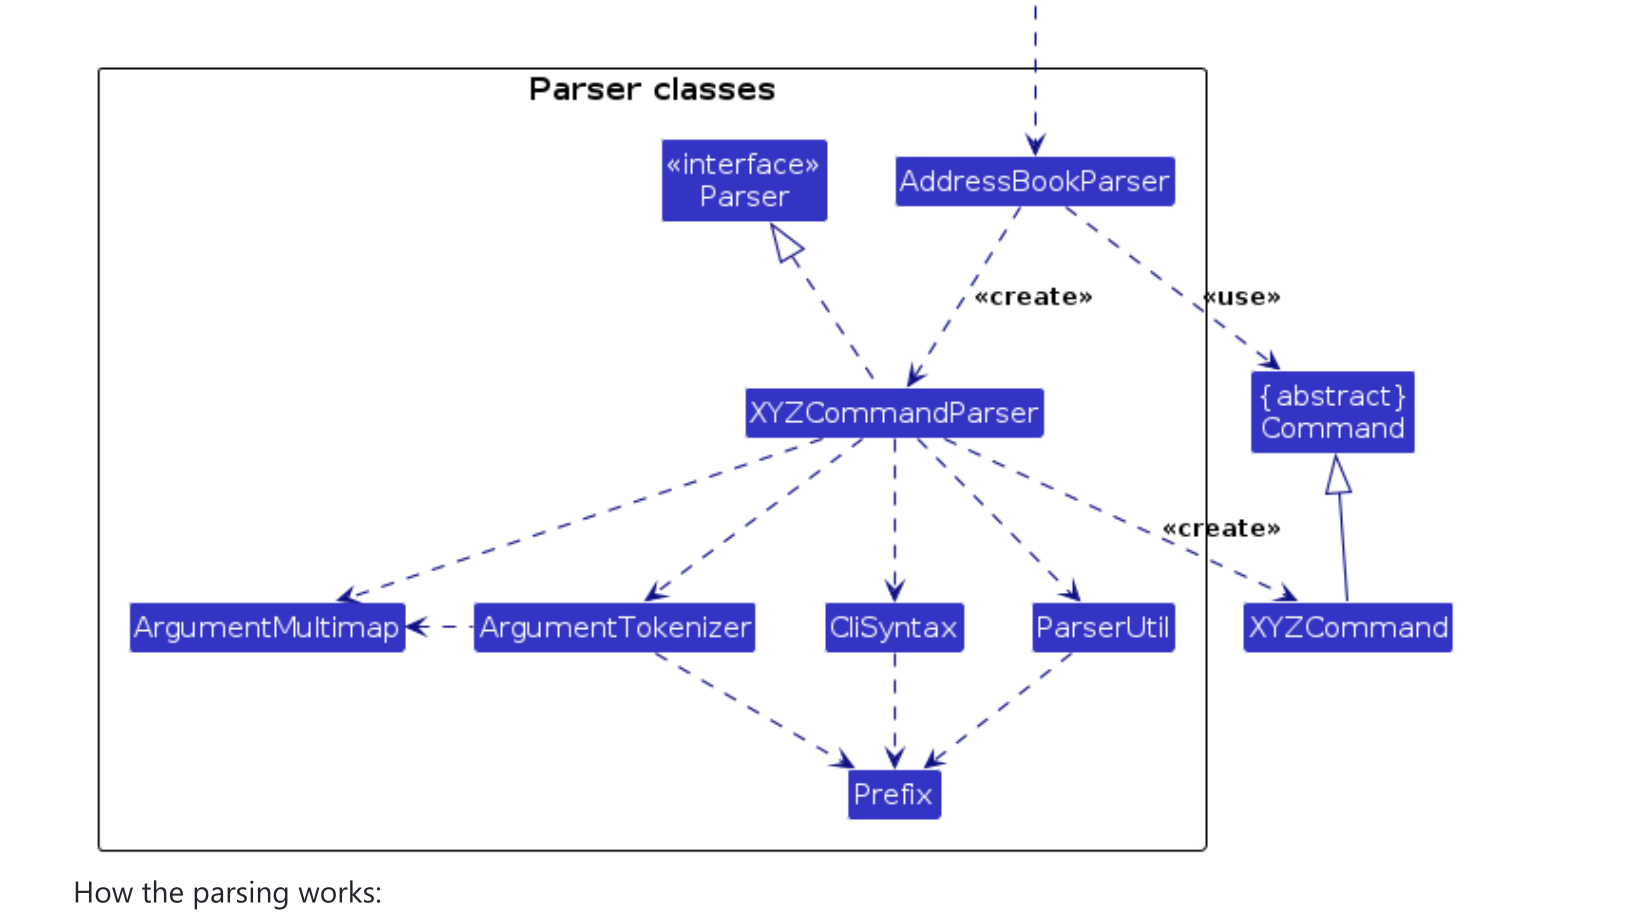 Parser classes
«interface»
Parser
AddressBookParser
«create»
«use»
XYZCommandParser
{abstract}
Command
«create»
ArgumentMultimap
ArgumentTokenizer
CliSyntax
ParserUtil
XYZCommand
Prefix
How the parsing works: